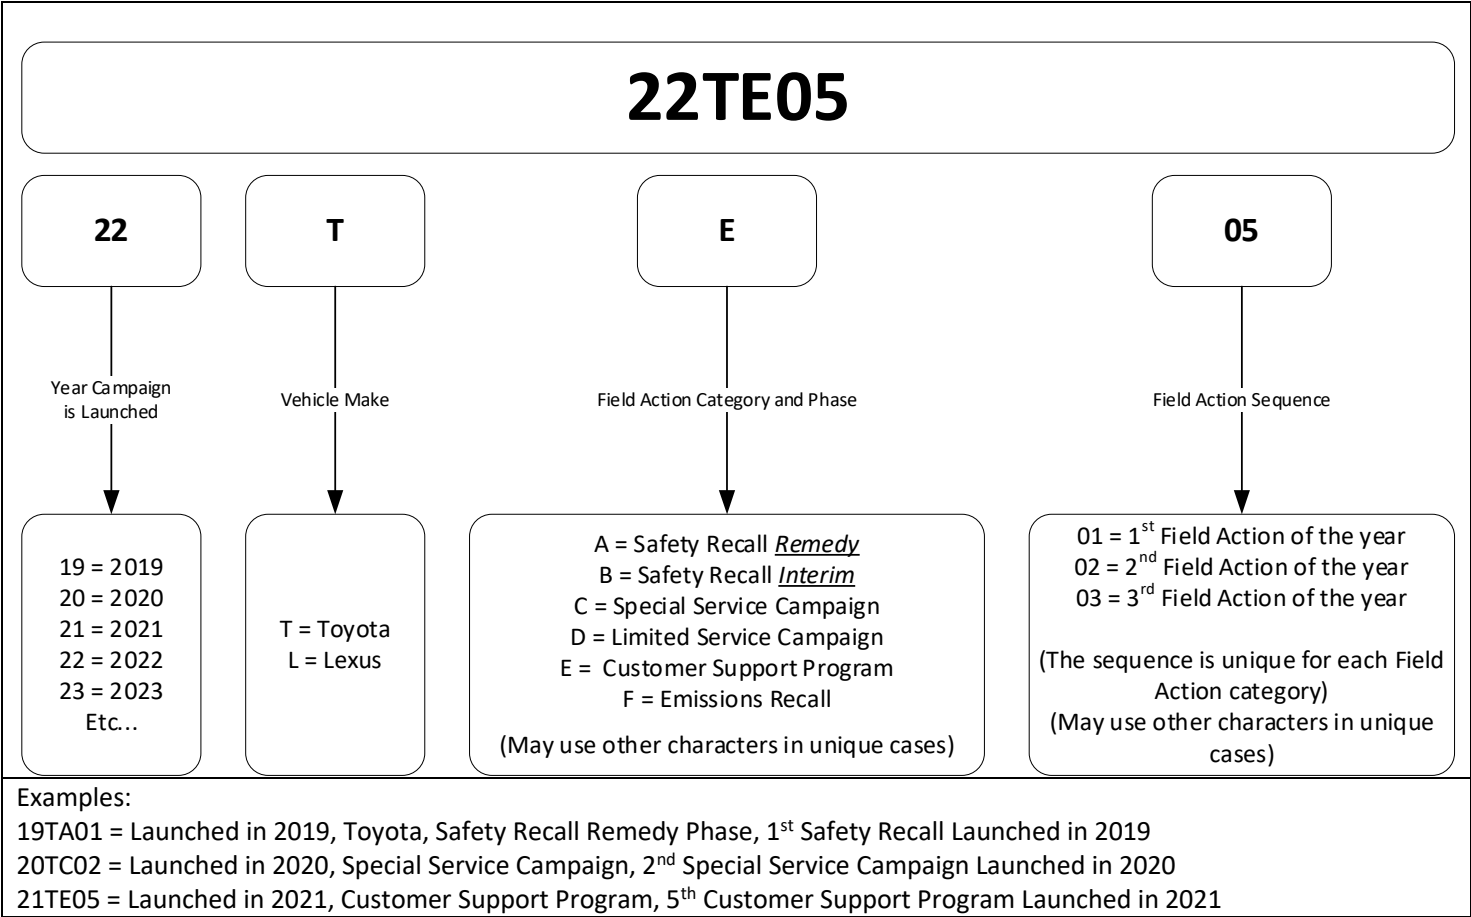 22TE05
22
T
E
05
Year Campaign
is Launched
Vehicle Make
Field Action Category and Phase
Field Action Sequence
19 = 2019
20 = 2020
21 = 2021
22 = 2022
23 = 2023
Etc...
T = Toyota
L = Lexus
A = Safety Recall Remedy
B = Safety Recall Interim
C = Special Service Campaign
D = Limited Service Campaign
E =  Customer Support Program
F = Emissions Recall
(May use other characters in unique cases)
01 = 1st Field Action of the year
02 = 2nd Field Action of the year
03 = 3rd Field Action of the year
(The sequence is unique for each Field
Action category)
(May use other characters in unique
cases)
Examples:
19TA01 = Launched in 2019, Toyota, Safety Recall Remedy Phase, 1st Safety Recall Launched in 2019
20TC02 = Launched in 2020, Special Service Campaign, 2nd Special Service Campaign Launched in 2020
21TE05 = Launched in 2021, Customer Support Program, 5th Customer Support Program Launched in 2021